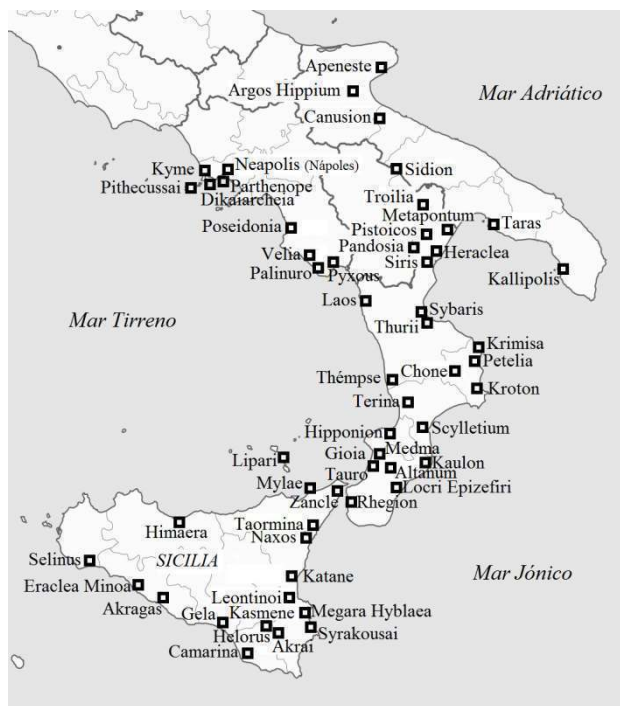 Apeneste
Argos Hippium
Mar Adriático
Canusion
Kyme
Neapolis (Nápoles)
Sidion
Pithecussai
Parthenope
Dikaiarcheia
Troilia
Metapontum
Taras
Poseidonia
Pistoicos
Pandosia
Heraclea
Velia
Siris
Palinuro
Pyxous
Kallipolis
Laos
Sybaris
Mar Tirreno
Thurii
Krimisa
Petelia
Chone
Thémpse
Kroton
Terina
Scylletium
Hipponion
Medma
Gioia
Lipari
Kaulon
Tauro
Altanum
Mylae
Locri Epizefiri
Zancle
Rhegion
Himaera
Taormina
Naxos
Selinus
SICILIA
Katane
Mar Jónico
Eraclea Minoa
Leontinoi
Akragas
Kasmene
Megara Hyblaea
Gela
Syrakousai
Helorus
Akrai
Camarina